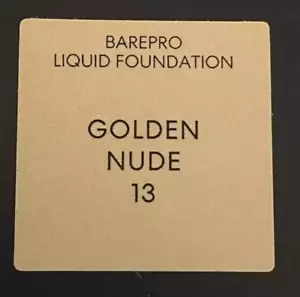 BAREPRO
LIQUID FOUNDATION
GOLDEN
NUDE
13